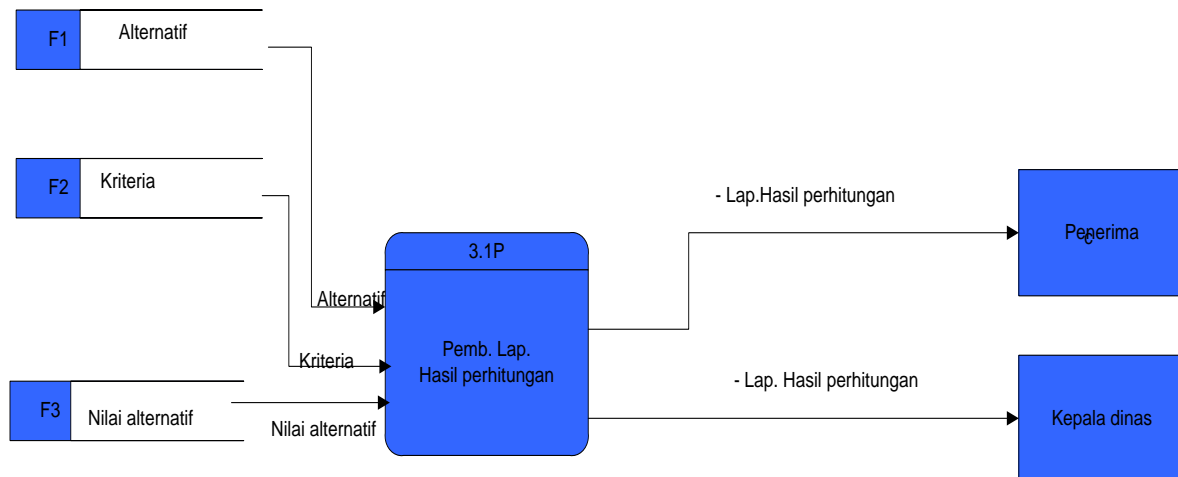 F1
Alternatif
F2
Kriteria
- Lap.Hasil perhitungan
Penerima
c
3.1P
Alternatif
Pemb. Lap.
Hasil perhitungan
Kriteria
- Lap. Hasil perhitungan
F3
Nilai alternatif
Nilai alternatif
Kepala dinas